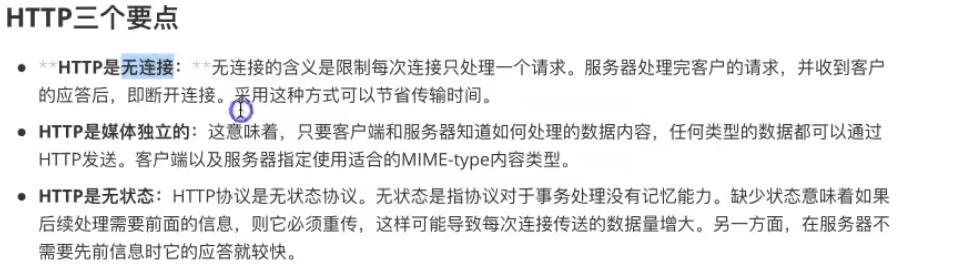 HTTP三个要点
● **HTTP是无连接：**无连接的含义是限制每次连接只处理一个请求。服务器处理完客户的请求，并收到客户
的应答后，即断开连接。采用这种方式可以节省传输时间。
● HTTP是媒体独立的：这意味着，只要客户端和服务器知道如何处理的数据内容，任何类型的数据都可以通过
HTTP发送。客户端以及服务器指定使用适合的MIME-type内容类型。
● HTTP是无状态：HTTP协议是无状态协议。无状态是指协议对于事务处理没有记忆能力。缺少状态意味着如果
后续处理需要前面的信息，则它必须重传，这样可能导致每次连接传送的数据量增大。另一方面，在服务器不
需要先前信息时它的应答就较快。